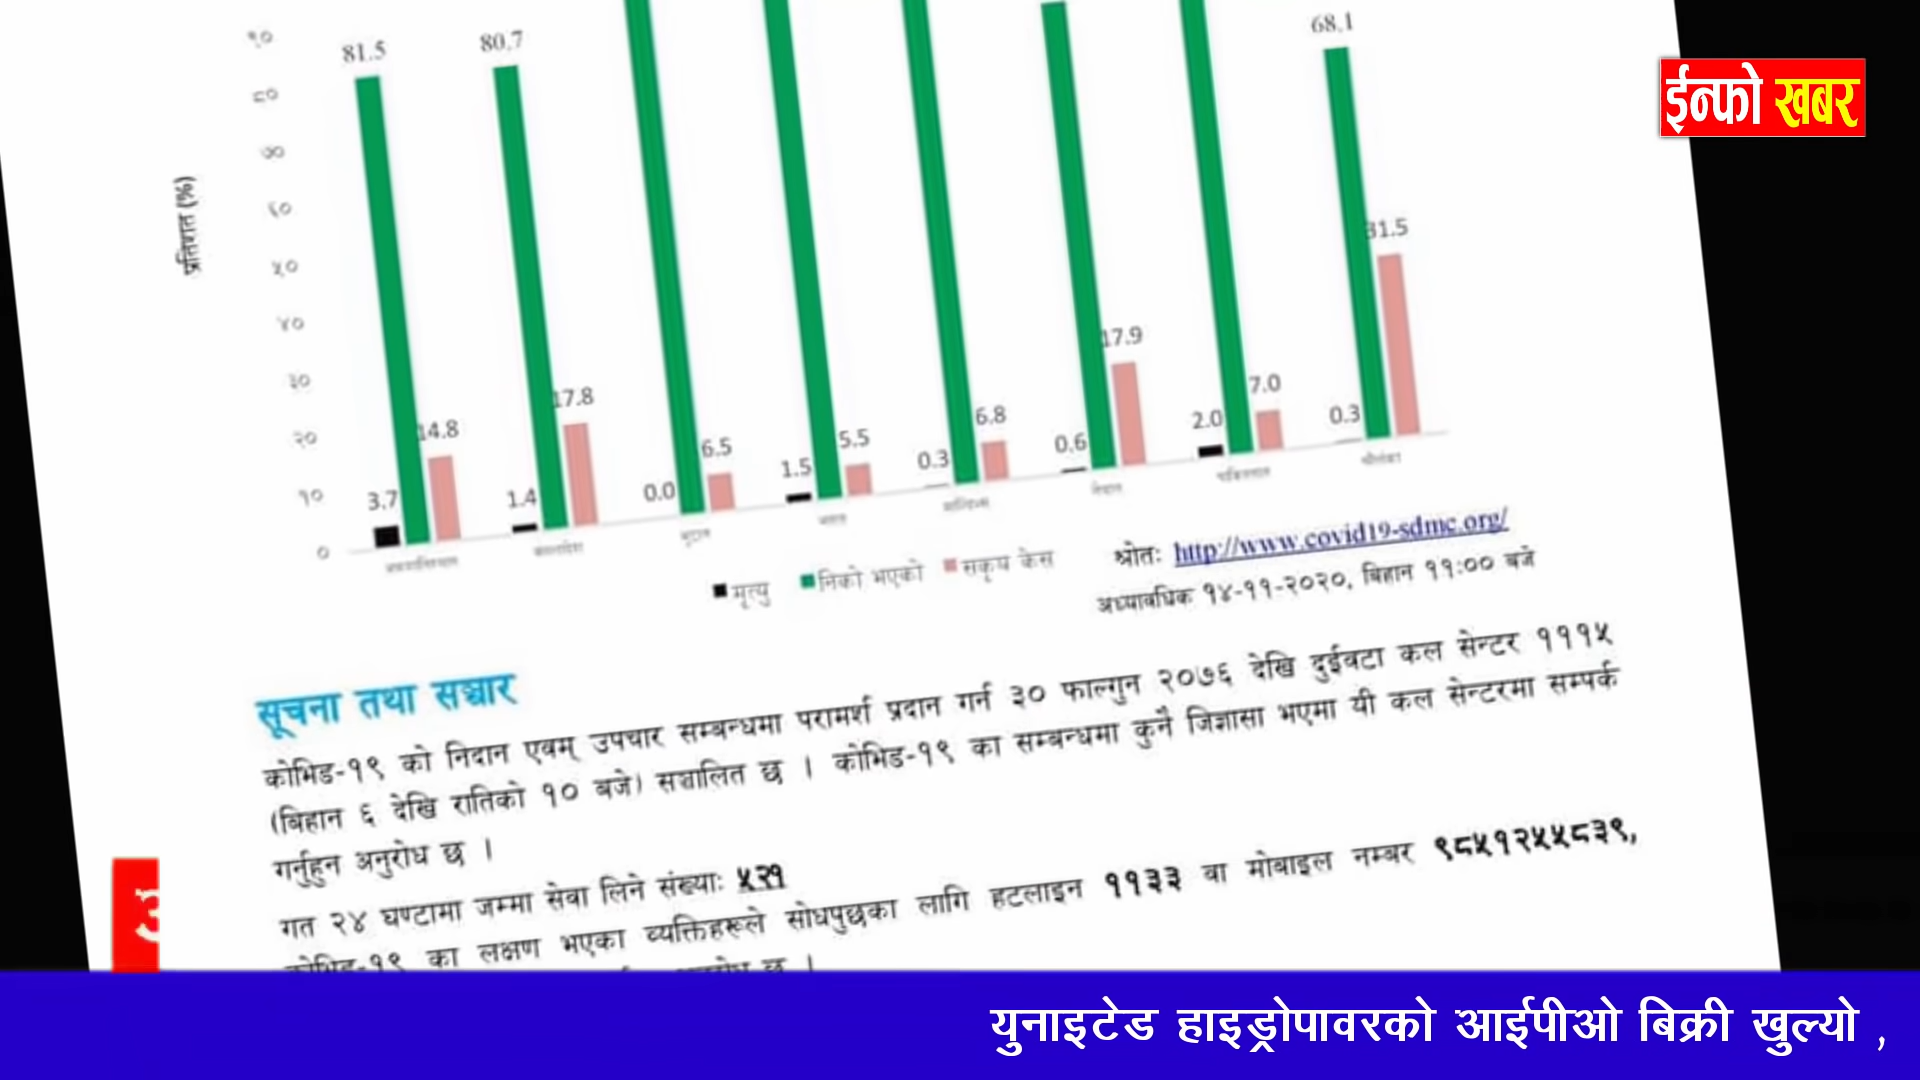 ९०
81.5
80.7
68.1
ईन्फो खबर
८०
७०
प्रतिशत (%)
६०
31.5
५०
४०
17.9
३०
17.8
7.0
14.8
२०
6.8
2.0
0.3
5.5
0.6
6.5
0.3
1.5
१०
3.7
1.4
0.0
०
अफगानिस्थान
बंगलादेश
भूटान
भारत
माल्दिभ्स
नेपाल
पाकिस्तान
श्रीलंका
मृत्यु निको भएको सकृय केस
श्रोत: http://www.covid19-sdmc.org/
अध्यावधिक १४-११-२०२०, बिहान ११:०० बजे
सूचना तथा सञ्चार
कोभिड-१९ को निदान एवम् उपचार सम्बन्धमा परामर्श प्रदान गर्न ३० फाल्गुन २०७६ देखि दुईवटा कल सेन्टर १११५
(बिहान ६ देखि रातिको १० बजे) सञ्चालित छ । कोभिड-१९ का सम्बन्धमा कुनै जिज्ञासा भएमा यी कल सेन्टरमा सम्पर्क
गर्नुहुन अनुरोध छ ।
गत २४ घण्टामा जम्मा सेवा लिने संख्या: ५२१
कोभिड-१९ का लक्षण भएका व्यक्तिहरूले सोधपुछका लागि हटलाइन ११३३ वा मोबाइल नम्बर ९८५१२५५८३९,
छ ।
युनाइटेड हाइड्रोपावरको आईपीओ बिक्री खुल्यो ,